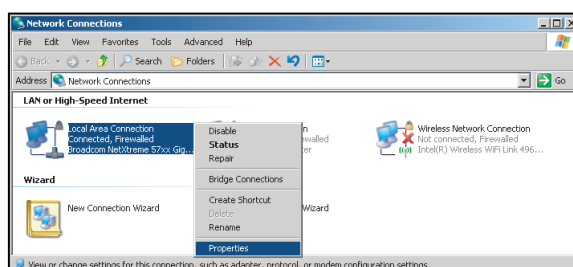 Network Connections
File Edit View Favorites Tools Advanced Help
Back Search Folders
Address Network Connections Go
LAN or High-Speed Internet
Local Area Connection
Connected, Firewalled
Broadcom NetXtreme 57xx Gig...
Disable
Status
Repair
Bridge Connections
Create Shortcut
Delete
Rename
Properties
Wireless Network Connection
Not connected, Firewalled
Intel(R) Wireless WiFi Link 496...
Wizard
New Connection Wizard
Wizard
View or change settings for this connection, such as adapter, protocol, or modem configuration settings.